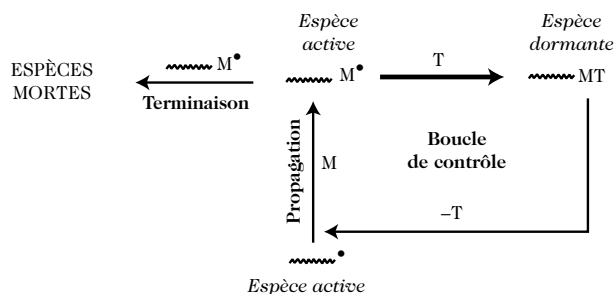 Espèce
active
Espèce
dormante
ESPÈCES
MORTES
M•
Terminaison
M•
T
MT
Propagation
M
Boucle
de contrôle
–T
•
Espèce active